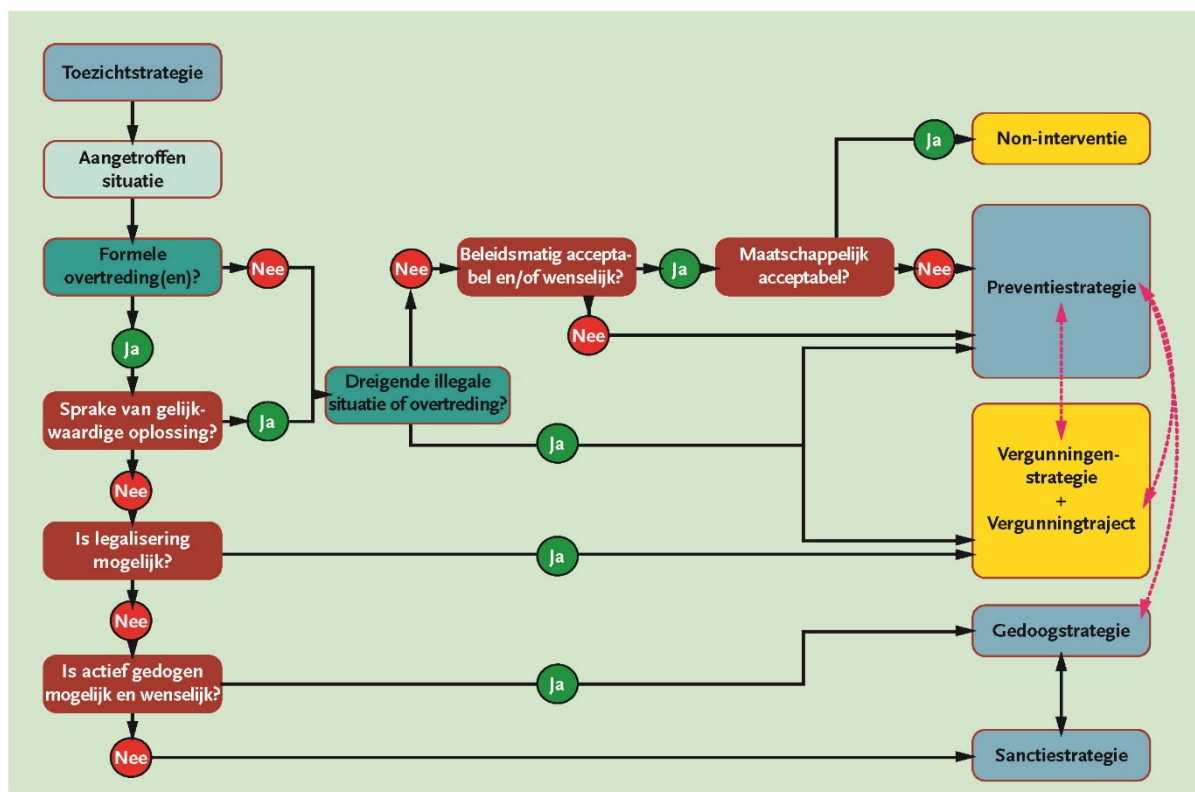 Toezichtstrategie
Aangetroffen
situatie
Formele
overtreding(en)?
Nee
Ja
Sprake van gelijk-
waardige oplossing?
Ja
Nee
Is legalisering
mogelijk?
Ja
Nee
Is actief gedogen
mogelijk en wenselijk?
Ja
Nee
Dreigende illegale
situatie of overtreding?
Nee
Ja
Beleidsmatig accepta-
bel en/of wenselijk?
Ja
Nee
Maatschappelijk
acceptabel?
Ja
Nee
Non-interventie
Preventiestrategie
Vergunningen-
strategie
+
Vergunningtraject
Gedoogstrategie
Sanctiestrategie